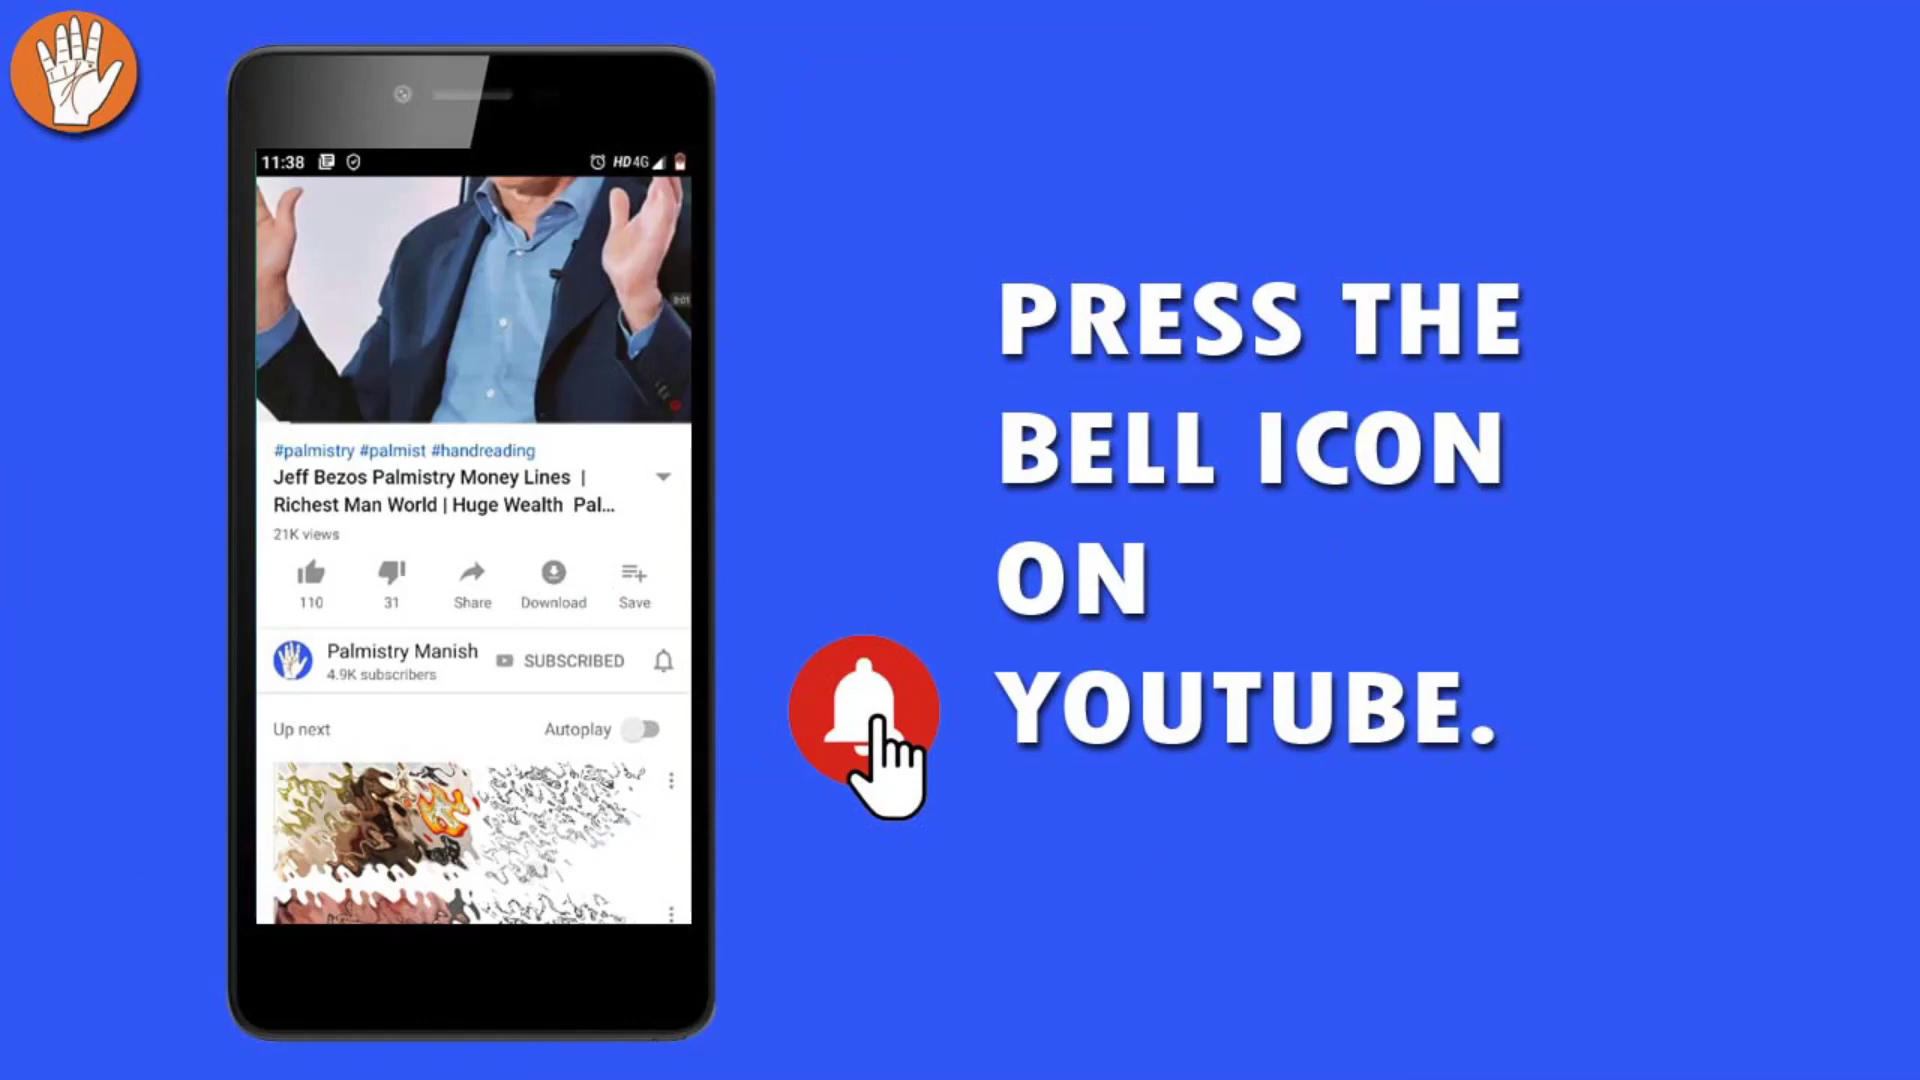 11:38
HD 4G
0:01
#palmistry #palmist #handreading
Jeff Bezos Palmistry Money Lines |
Richest Man World | Huge Wealth Pal...
21K views
110
31
Share
Download
Save
Palmistry Manish
4.9K subscribers
SUBSCRIBED
Up next
Autoplay
PRESS THE
BELL ICON
ON
YOUTUBE.